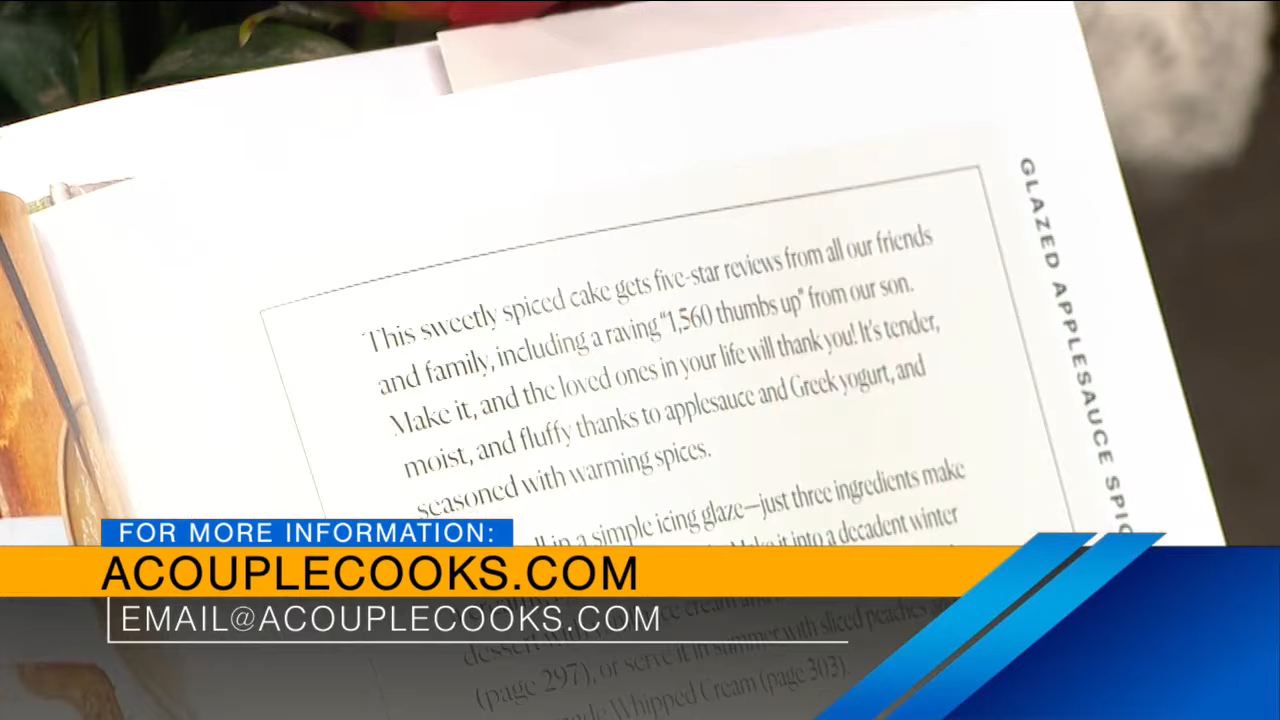 This sweetly spiced cake gets five-star reviews from all our friends
and family, including a raving "1,560 thumbs up" from our son.
Make it, and the loved ones in your life will thank you! It's tender,
moist, and fluffy thanks to applesauce and Greek yogurt, and
seasoned with warming spices.
in a simple icing glaze—just three ingredients make
Make it into a decadent winter
cream
dessert with
or serve it in summer with sliced peaches
(page 297),
Whipped Cream (page 303).
GLAZED APPLESAUCE
FOR MORE INFORMATION:
ACOUPLECOOKS.COM
EMAIL@ACOUPLECOOKS.COM